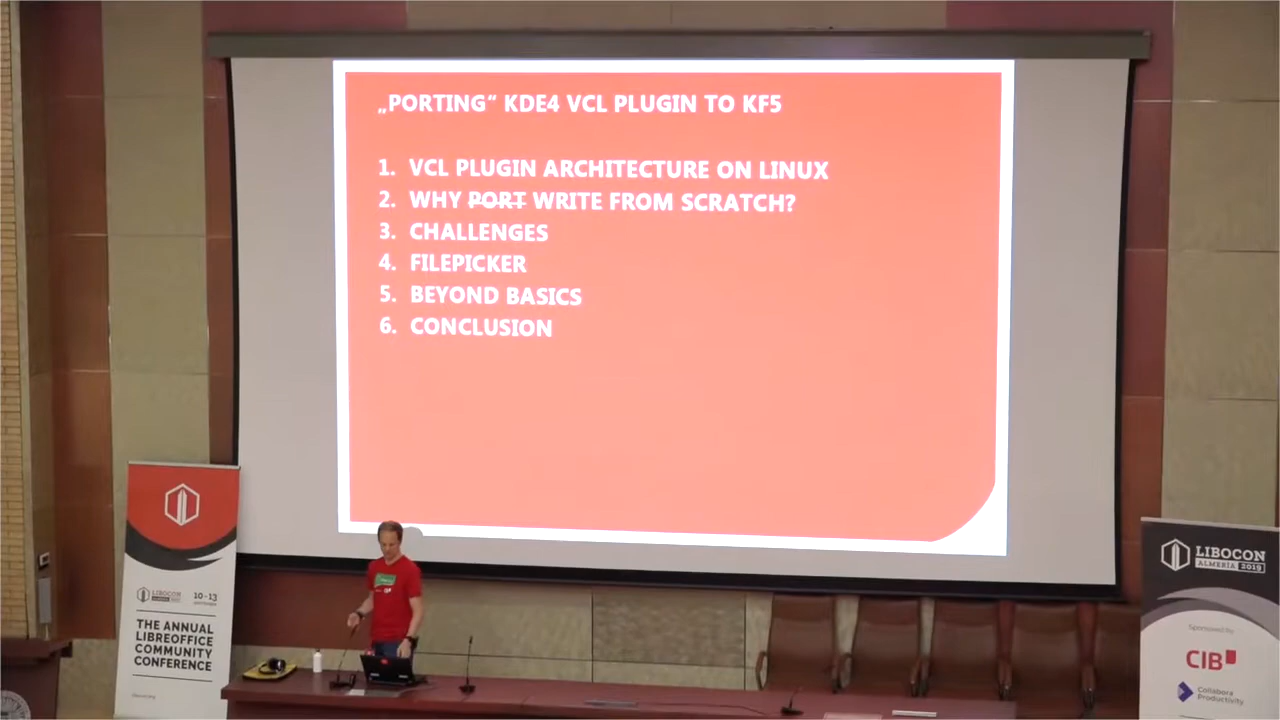 „PORTING“ KDE4 VCL PLUGIN TO KF5
1. VCL PLUGIN ARCHITECTURE ON LINUX
2. WHY PORT WRITE FROM SCRATCH?
3. CHALLENGES
4. FILEPICKER
5. BEYOND BASICS
6. CONCLUSION
LIBOCON
10-13
THE ANNUAL
LIBREOFFICE
COMMUNITY
CONFERENCE
LIBOCON
ALMERÍA 2019
Sponsored by
CIB
Collabora
Productivity